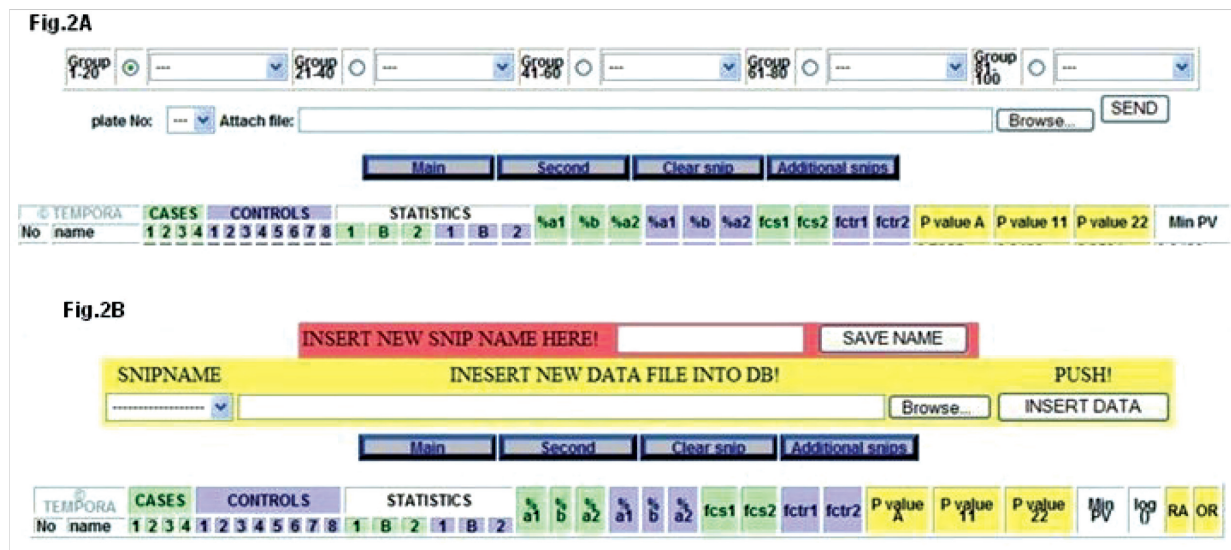 Fig.2A
Group 1-20 --- Group 21-40 --- Group 41-60 --- Group 61-80 --- Group 81-100 ---
plate No: --- Attach file: Browse... SEND
Main Second Clear snip Additional snips
© TEMPORA CASES CONTROLS STATISTICS %a1 %b %a2 %a1 %b %a2 fcs1 fcs2 fctr1 fctr2 P value A P value 11 P value 22 Min PV
No name 1 2 3 4 1 2 3 4 5 6 7 8 1 B 2 1 B 2
Fig.2B
INSERT NEW SNIP NAME HERE! SAVE NAME
SNIPNAME INESERT NEW DATA FILE INTO DB! PUSH!
------------------ Browse... INSERT DATA
Main Second Clear snip Additional snips
© TEMPORA CASES CONTROLS STATISTICS % a1 % b % a2 % a1 % b % a2 fcs1 fcs2 fctr1 fctr2 P value A P value 11 P value 22 Min PV log () RA OR
No name 1 2 3 4 1 2 3 4 5 6 7 8 1 B 2 1 B 2